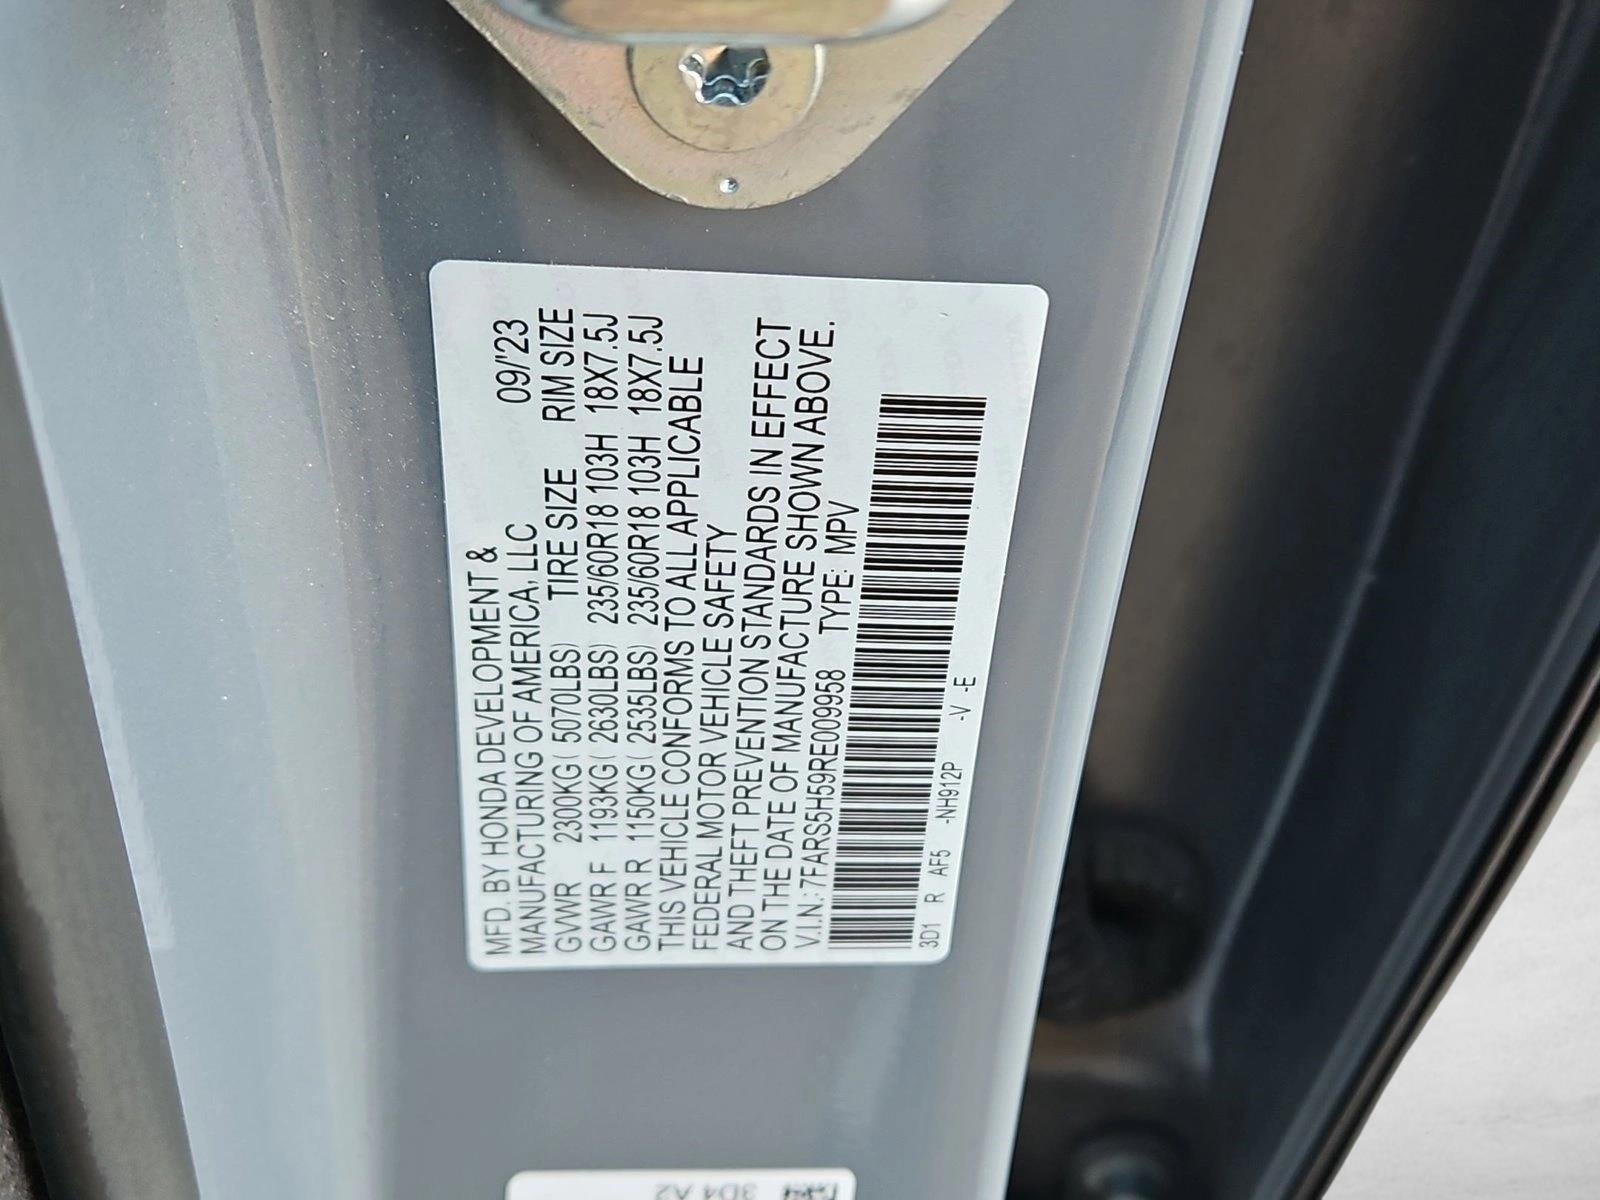 MFD. BY HONDA DEVELOPMENT &
MANUFACTURING OF AMERICA, LLC 09/'23
GVWR 2300KG ( 5070LBS) TIRE SIZE RIM SIZE
GAWR F 1193KG ( 2630LBS) 235/60R18 103H 18X7.5J
GAWR R 1150KG ( 2535LBS) 235/60R18 103H 18X7.5J
THIS VEHICLE CONFORMS TO ALL APPLICABLE
FEDERAL MOTOR VEHICLE SAFETY
AND THEFT PREVENTION STANDARDS IN EFFECT
ON THE DATE OF MANUFACTURE SHOWN ABOVE.
V.I.N.: 7FARS5H59RE009958 TYPE: MPV
3D1 R AF5 -NH912P -V -E
3D4 A2